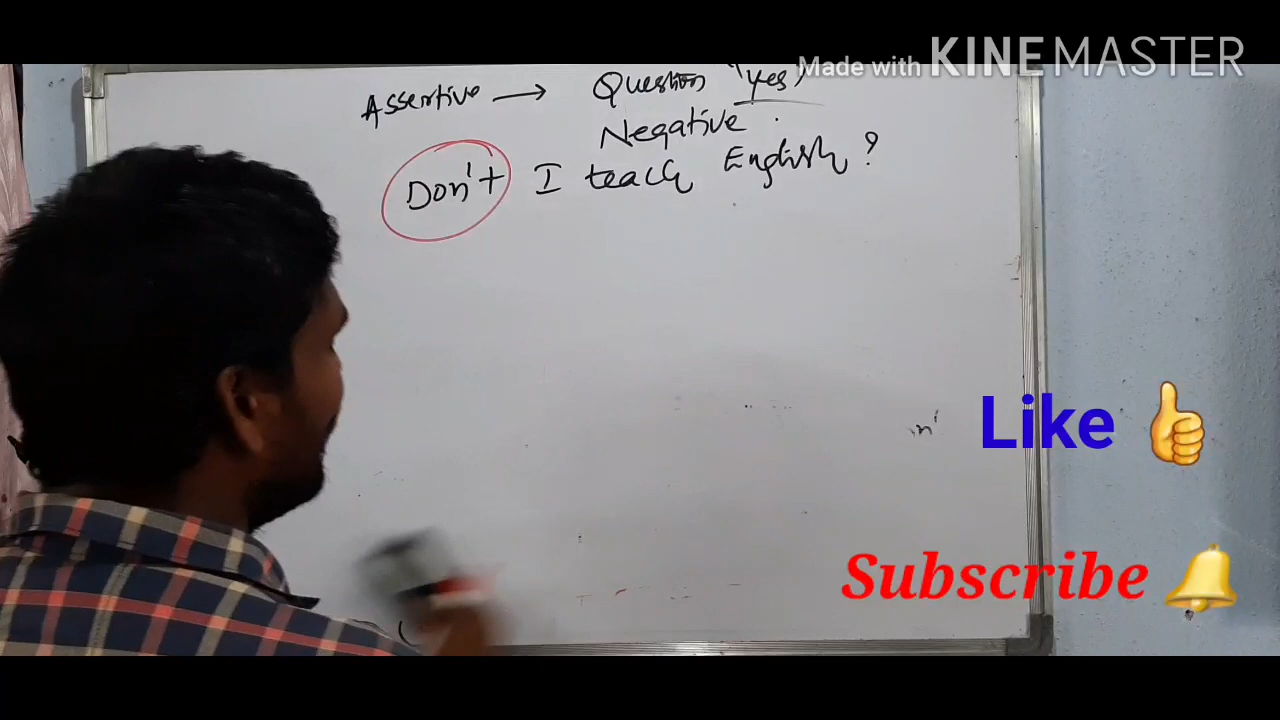 Made with KINEMASTER
Assertive → Question "Yes)
Negative.
Don't I teach English?
n'
Like 👍
Subscribe 🔔